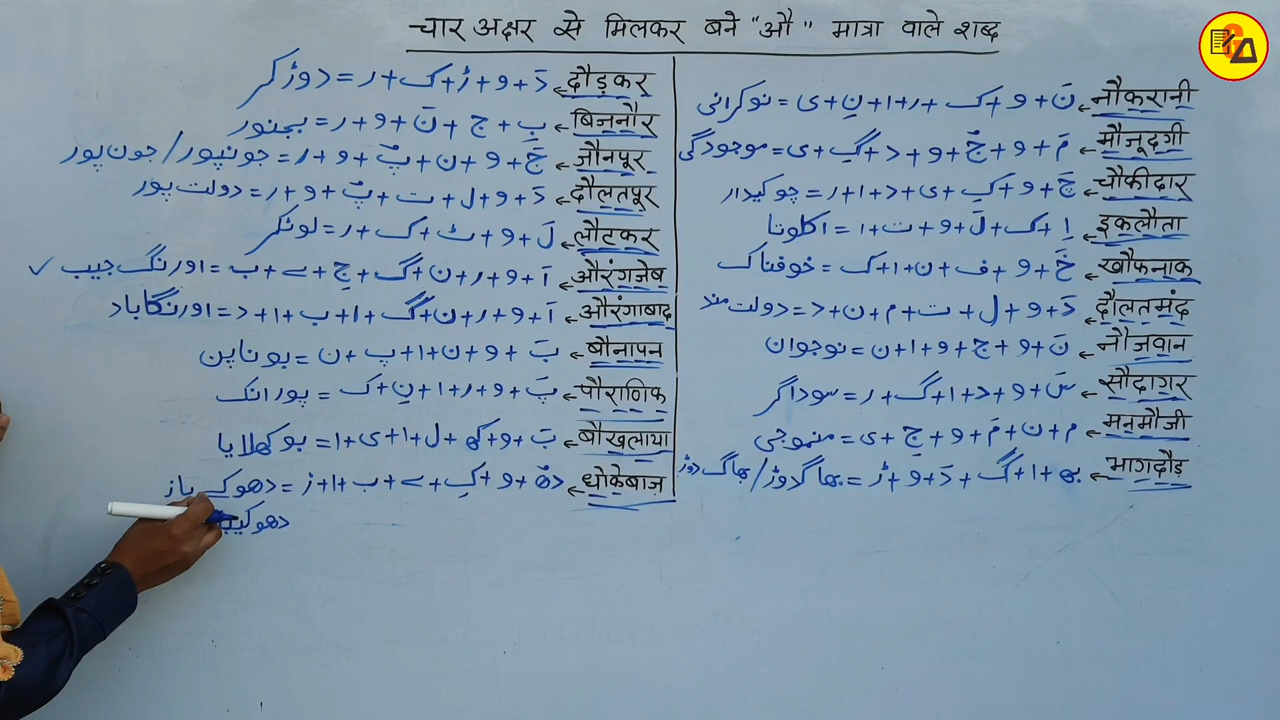 चार अक्षर से मिलकर बने "औ" मात्रा वाले शब्द
नौकरानी ← نَ + و + ک + ر + ا + نِ + ی = نوکرانی
मौजूदगी ← مَ + و + جُ + و + د + گِ + ی = موجودگی
चौकीदार ← چَ + و + کِ + ی + د + ا + ر = چوکیدار
इकलौता ← اِ + ک + لَ + و + ت + ا = اکلوتا
खौफनाक ← خَ + و + ف + ن + ا + ک = خوفناک
दौलतमंद ← دَ + و + ل + ت + م + ن + د = دولت مند
नौजवान ← نَ + و + ج + و + ا + ن = نوجوان
सौदागर ← سَ + و + د + ا + گ + ر = سوداگر
मनमौजी ← م + ن + مَ + و + جِ + ی = منموجی
भागदौड़ ← بھ + ا + گ + دَ + و + ڑ = بھاگدوڑ / بھاگ دوڑ
दौड़कर ← دَ + و + ڑ + ک + ر = دوڑکر
बिजनौर ← بِ + ج + نَ + و + ر = بجنور
जौनपूर ← جَ + و + ن + پُ + و + ر = جونپور / جون پور
दौलतपूर ← دَ + و + ل + ت + پُ + و + ر = دولت پور
लौटकर ← لَ + و + ٹ + ک + ر = لوٹکر
औरंगजेब ← اَ + و + ر + ن + گ + جِ + ے + ب = اورنگ جیب ✓
औरंगाबाद ← اَ + و + ر + ن + گ + ا + ب + ا + د = اورنگاباد
बौनापन ← بَ + و + ن + ا + پ + ن = بوناپن
पौराणिक ← پَ + و + ر + ا + نِ + ک = پورانک
बौखलाया ← بَ + و + کھ + ل + ا + ی + ا = بوکھلایا
धोकेबाज़ ← دھُ + و + کِ + ے + ب + ا + ز = دھوکے باز